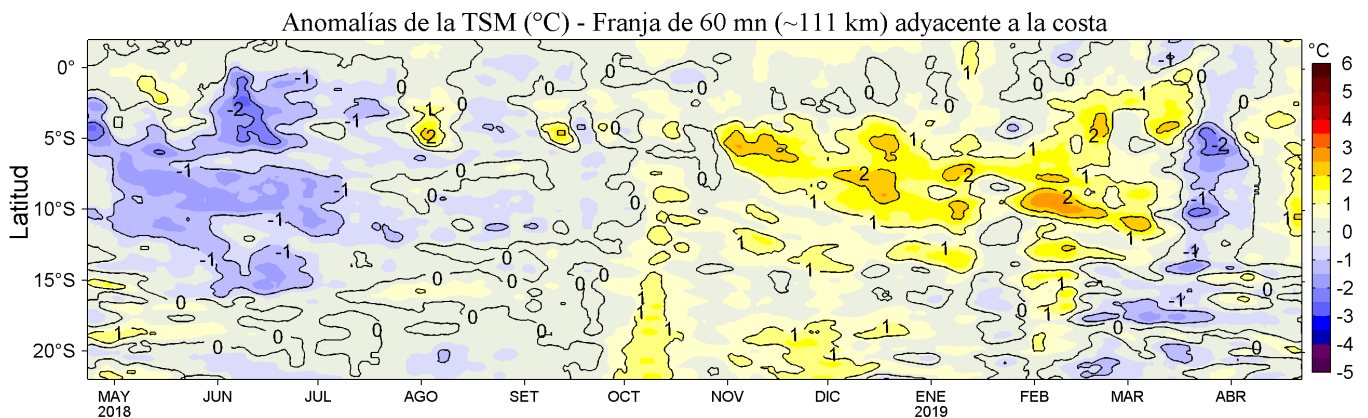 Anomalías de la TSM (°C) - Franja de 60 mn (~111 km) adyacente a la costa
°C
6
5
4
3
2
1
0
-1
-2
-3
-4
-5
Latitud
0°
5°S
10°S
15°S
20°S
MAY JUN JUL AGO SET OCT NOV DIC ENE FEB MAR ABR
2018 2019